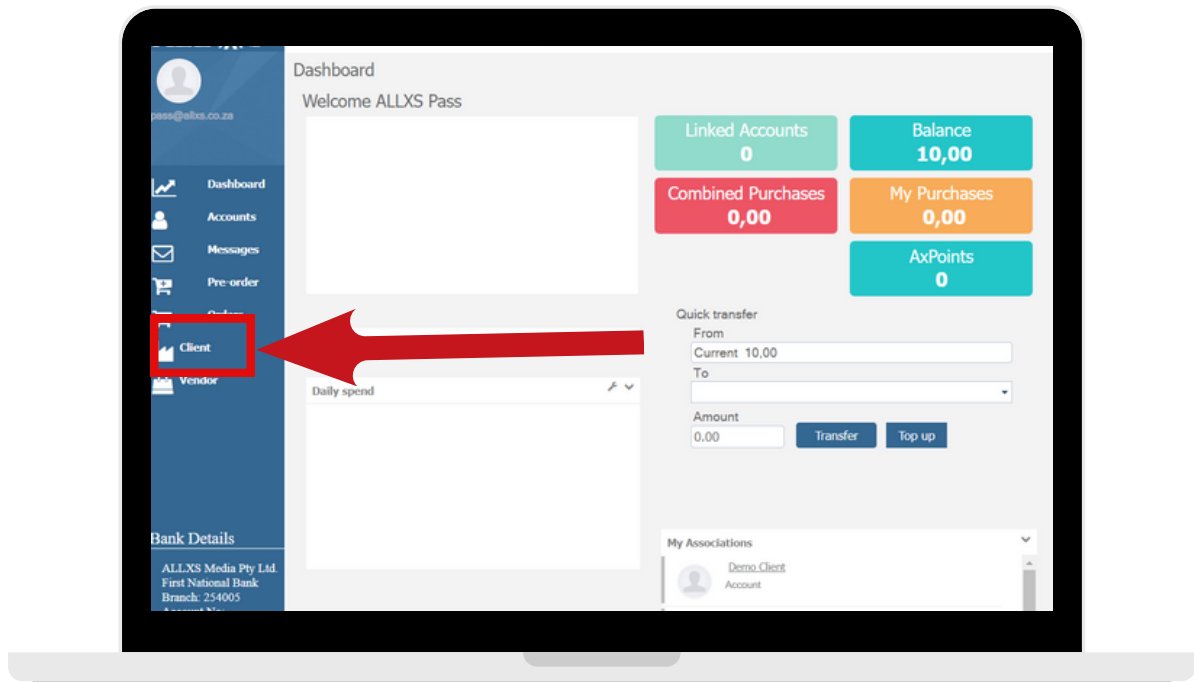 Dashboard
Welcome ALLXS Pass
pass@allxs.co.za
Dashboard
Accounts
Messages
Pre-order
Orders
Client
Vendor
Bank Details
ALLXS Media Pty Ltd.
First National Bank
Branch: 254005
Account No:
Linked Accounts
0
Balance
10,00
Combined Purchases
0,00
My Purchases
0,00
AxPoints
0
Quick transfer
From
Current 10,00
To
Amount
0.00
Transfer
Top up
Daily spend
My Associations
Demo Client
Account